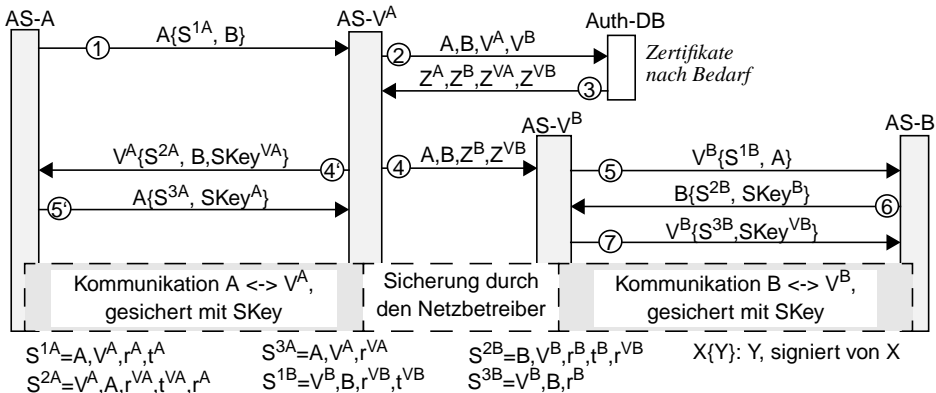 AS-A
AS-V^A
Auth-DB
1 A{S^1A, B}
2 A,B,V^A,V^B
Zertifikate
nach Bedarf
Z^A,Z^B,Z^VA,Z^VB 3
AS-V^B
AS-B
V^A{S^2A, B,SKey^VA} 4'
4 A,B,Z^B,Z^VB
5 V^B{S^1B, A}
5' A{S^3A, SKey^A}
B{S^2B, SKey^B} 6
7 V^B{S^3B,SKey^VB}
Kommunikation A <-> V^A,
gesichert mit SKey
Sicherung durch
den Netzbetreiber
Kommunikation B <-> V^B,
gesichert mit SKey
S^1A=A,V^A,r^A,t^A
S^3A=A,V^A,r^VA
S^2B=B,V^B,r^B,t^B,r^VB
X{Y}: Y, signiert von X
S^2A=V^A,A,r^VA,t^VA,r^A
S^1B=V^B,B,r^VB,t^VB
S^3B=V^B,B,r^B